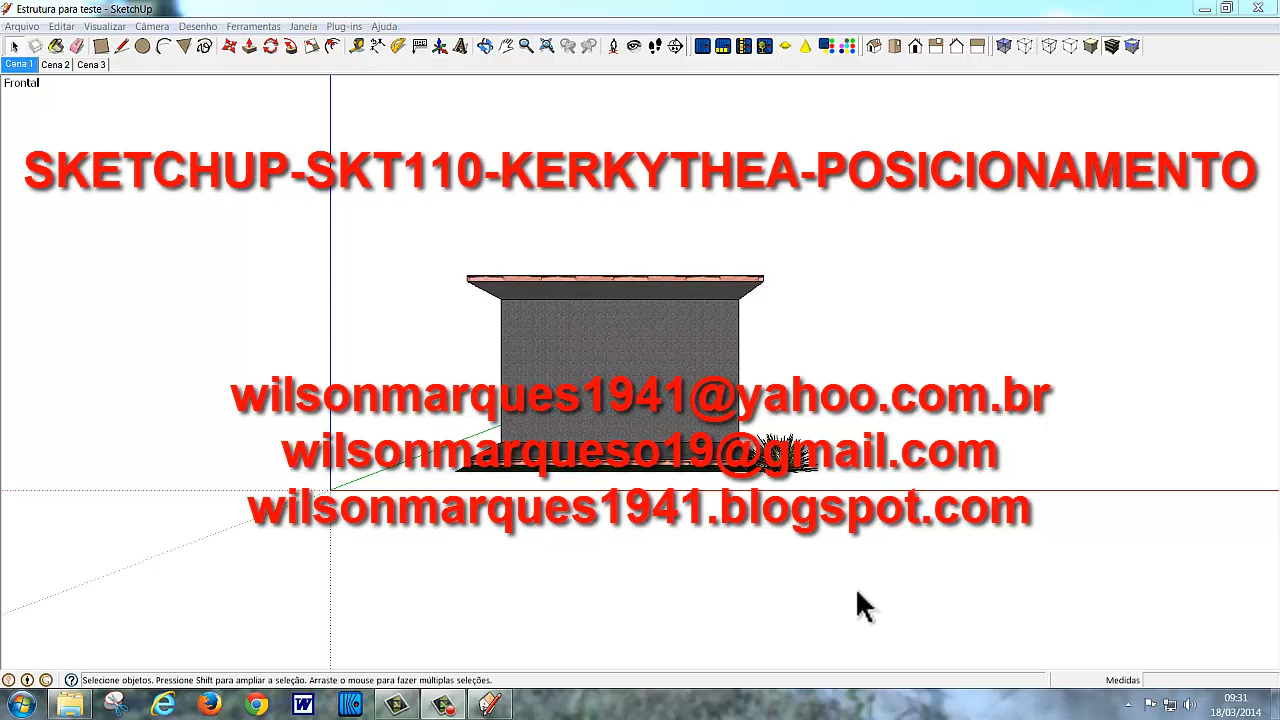 Estrutura para teste - SketchUp
Arquivo Editar Visualizar Câmera Desenho Ferramentas Janela Plug-ins Ajuda
Cena 1 Cena 2 Cena 3
Frontal
SKETCHUP-SKT110-KERKYTHEA-POSICIONAMENTO
wilsonmarques1941@yahoo.com.br
wilsonmarqueso19@gmail.com
wilsonmarques1941.blogspot.com
Selecione objetos. Pressione Shift para ampliar a seleção. Arraste o mouse para fazer múltiplas seleções.
Medidas
09:31
18/03/2014